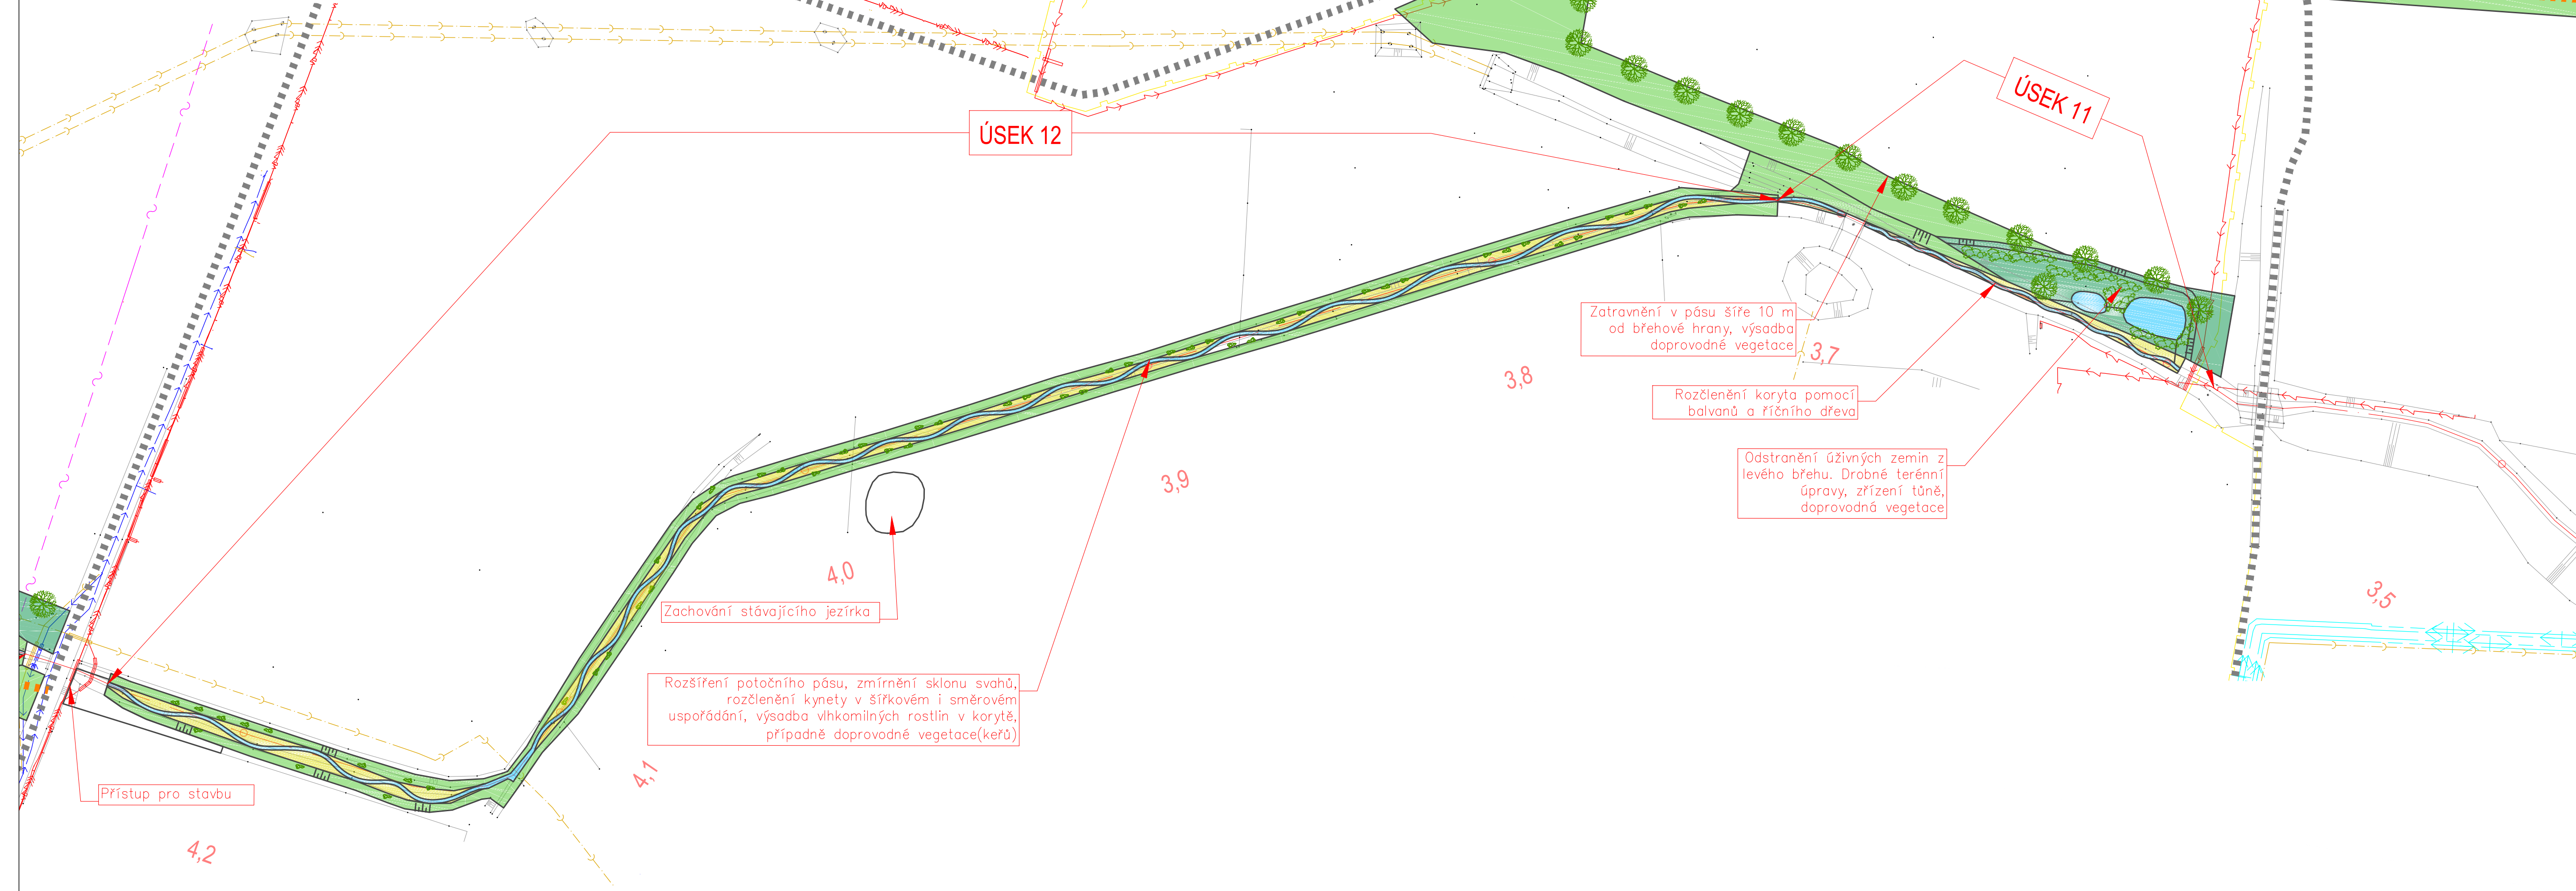 ÚSEK 12
ÚSEK 11
Zatravnění v pásu šíře 10 m
od břehové hrany, výsadba
doprovodné vegetace
3,7
3,8
Rozčlenění koryta pomocí
balvanů a říčního dřeva
Odstranění úživných zemin z
levého břehu. Drobné terénní
úpravy, zřízení tůně,
doprovodná vegetace
3,9
4,0
3,5
Zachování stávajícího jezírka
Rozšíření potočního pásu, zmírnění sklonu svahů,
rozčlenění kynety v šířkovém i směrovém
uspořádání, výsadba vlhkomilných rostlin v korytě,
případně doprovodné vegetace(keřů)
4,1
Přístup pro stavbu
4,2